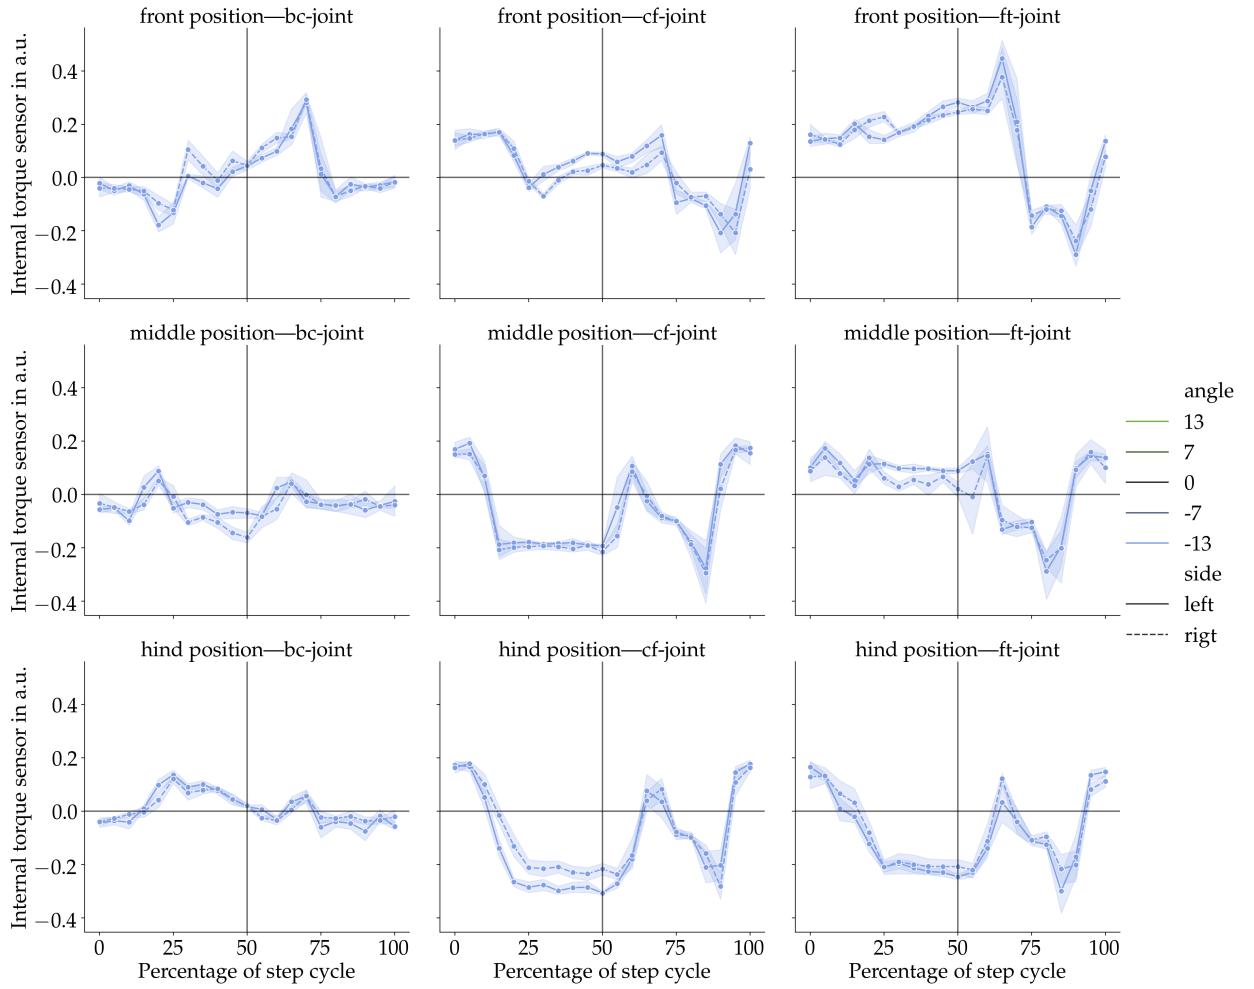 front position—bc-joint
front position—cf-joint
front position—ft-joint
Internal torque sensor in a.u.
0.4
0.2
0.0
−0.2
−0.4
middle position—bc-joint
middle position—cf-joint
middle position—ft-joint
Internal torque sensor in a.u.
0.4
0.2
0.0
−0.2
−0.4
angle
13
7
0
-7
-13
side
left
rigt
hind position—bc-joint
hind position—cf-joint
hind position—ft-joint
Internal torque sensor in a.u.
0.4
0.2
0.0
−0.2
−0.4
0 25 50 75 100
0 25 50 75 100
0 25 50 75 100
Percentage of step cycle
Percentage of step cycle
Percentage of step cycle